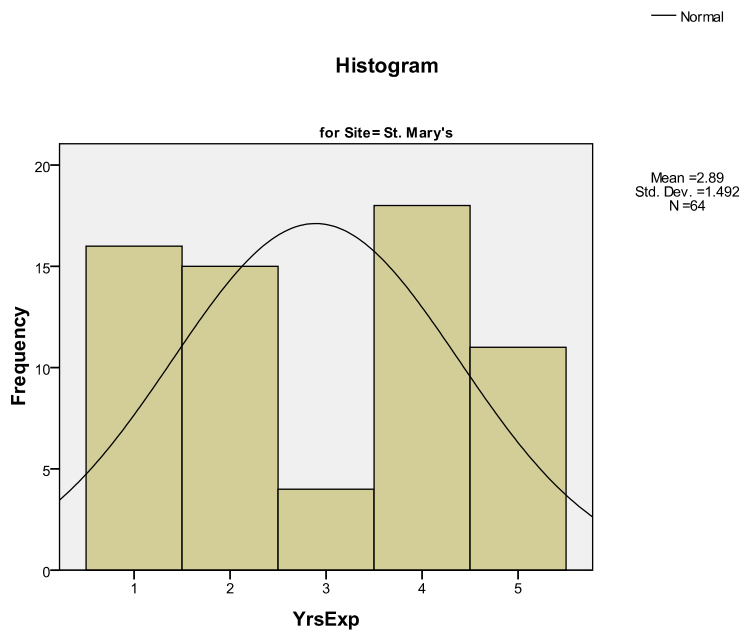 Normal
Histogram
for Site= St. Mary's
Mean =2.89
Std. Dev. =1.492
N =64
20
15
10
5
0
Frequency
1 2 3 4 5
YrsExp